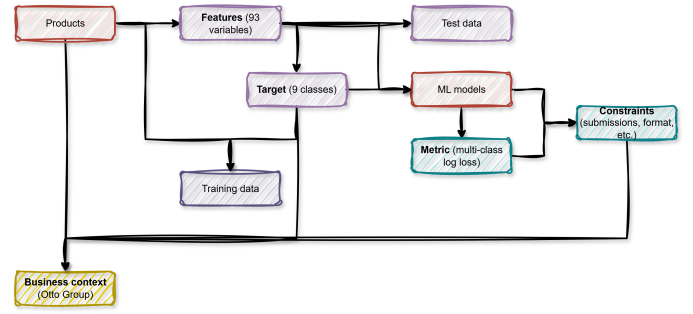 Products
Features (93
variables)
Test data
Target (9 classes)
ML models
Constraints
(submissions, format,
etc.)
Metric (multi-class
log loss)
Training data
Business context
(Otto Group)